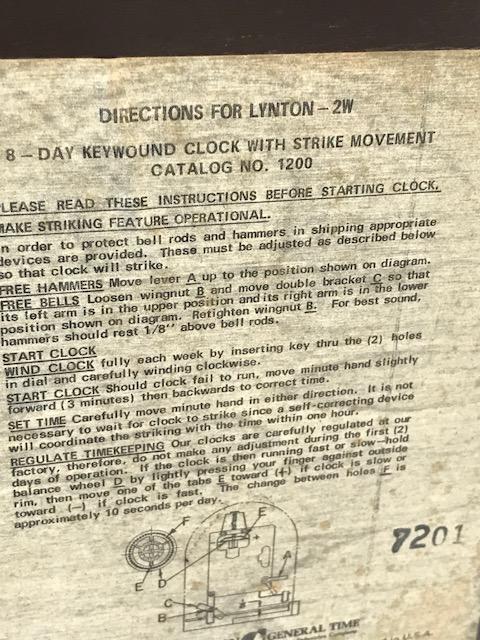 DIRECTIONS FOR LYNTON - 2W
8 - DAY KEYWOUND CLOCK WITH STRIKE MOVEMENT
CATALOG NO. 1200
PLEASE READ THESE INSTRUCTIONS BEFORE STARTING CLOCK.
MAKE STRIKING FEATURE OPERATIONAL.
In order to protect bell rods and hammers in shipping appropriate
devices are provided. These must be adjusted as described below
so that clock will strike.
FREE HAMMERS Move lever A up to the position shown on diagram.
FREE BELLS Loosen wingnut B and move double bracket C so that
its left arm is in the upper position and its right arm is in the lower
position shown on diagram. Retighten wingnut B. For best sound,
hammers should rest 1/8" above bell rods.
START CLOCK
WIND CLOCK fully each week by inserting key thru the (2) holes
in dial and carefully winding clockwise.
START CLOCK Should clock fail to run, move minute hand slightly
forward (3 minutes) then backwards to correct time.
SET TIME Carefully move minute hand in either direction. It is not
necessary to wait for clock to strike since a self-correcting device
will coordinate the striking with the time within one hour.
REGULATE TIMEKEEPING Our clocks are carefully regulated at our
factory, therefore, do not make any adjustment during the first (2)
days of operation. If the clock is then running fast or slow-hold
balance wheel D by lightly pressing your finger against outside
rim, then move one of the tabs E toward (+) if clock is slow or
toward (-) if clock is fast. The change between holes F is
approximately 10 seconds per day.
F
E
E
D
A
C
B
7201
GENERAL TIME
U.S.A.